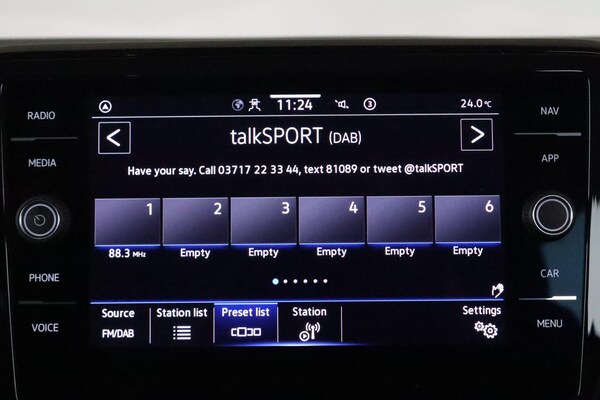 RADIO
MEDIA
PHONE
VOICE
11:24
3
24.0°C
talkSPORT (DAB)
Have your say. Call 03717 22 33 44, text 81089 or tweet @talkSPORT
1 2 3 4 5 6
88.3 MHz Empty Empty Empty Empty Empty
Source Station list Preset list Station Settings
FM/DAB
NAV
APP
CAR
MENU